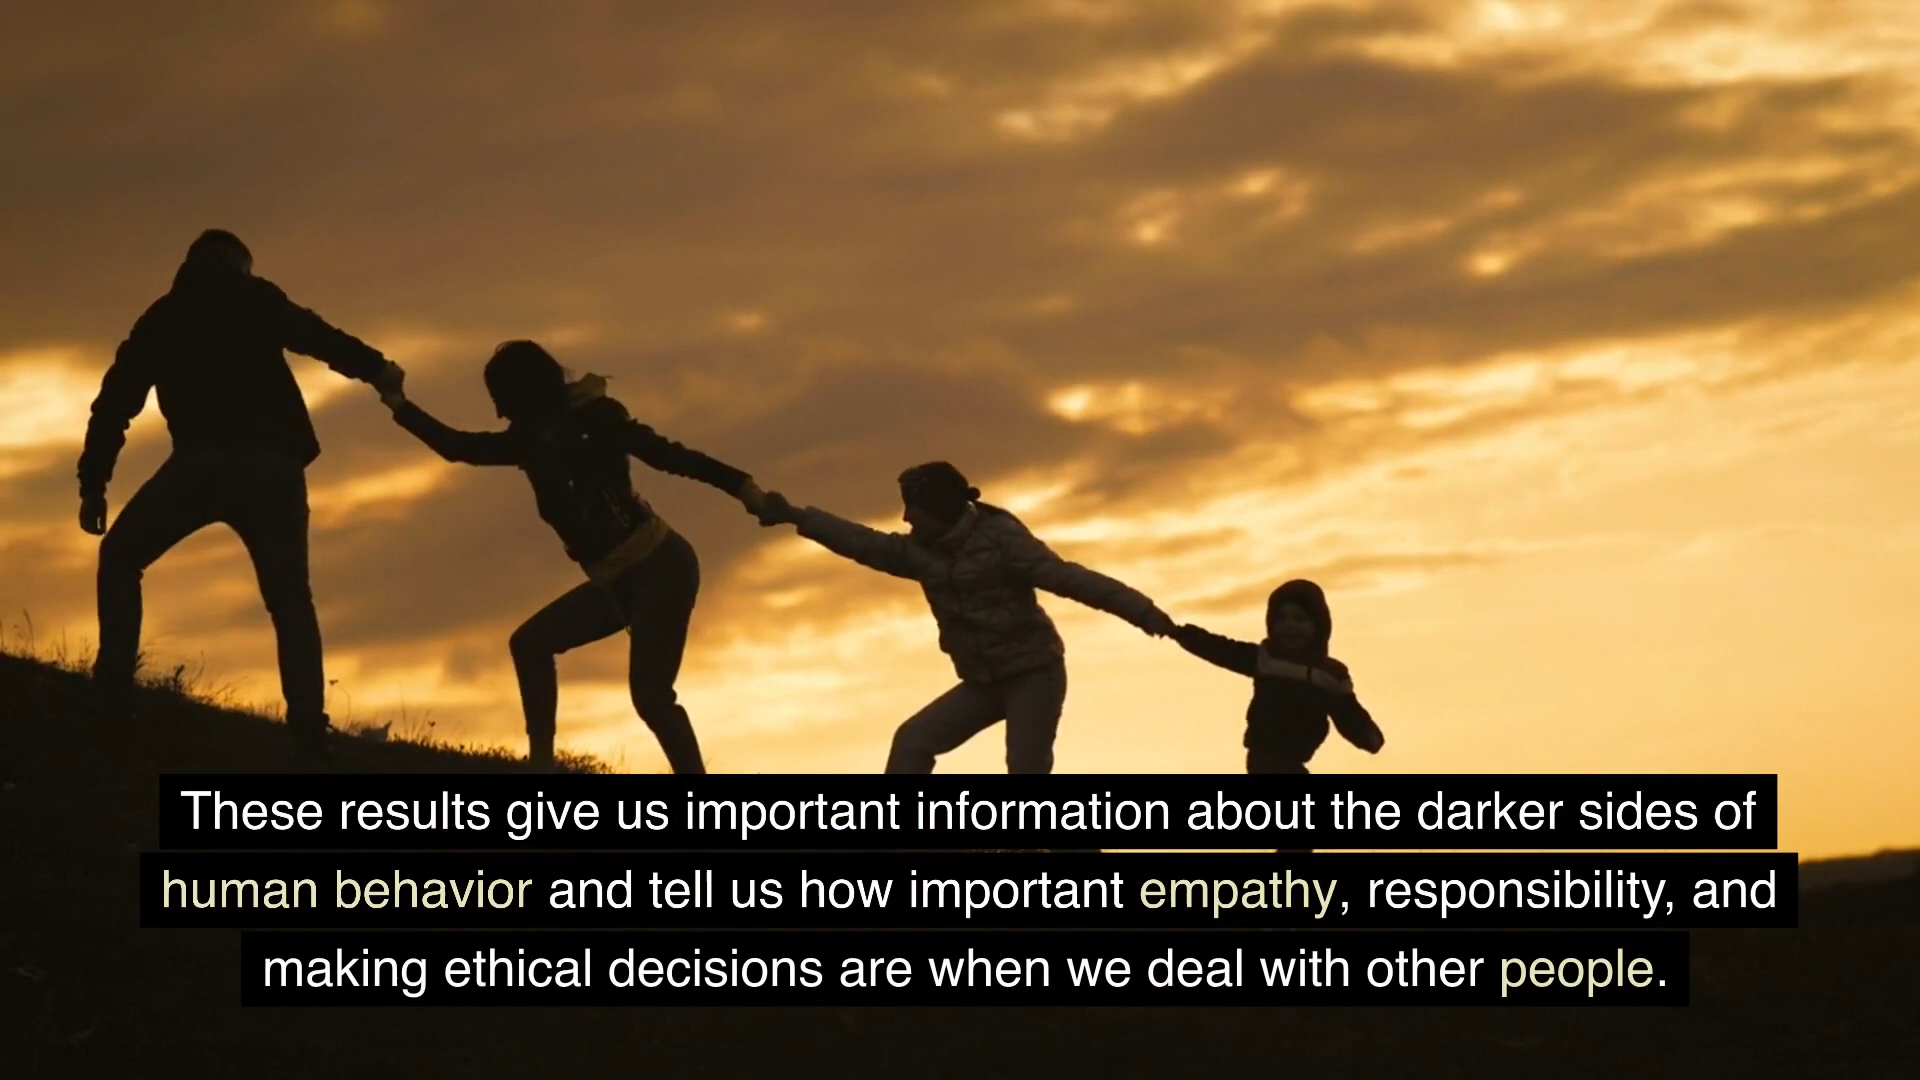 These results give us important information about the darker sides of
human behavior and tell us how important empathy, responsibility, and
making ethical decisions are when we deal with other people.